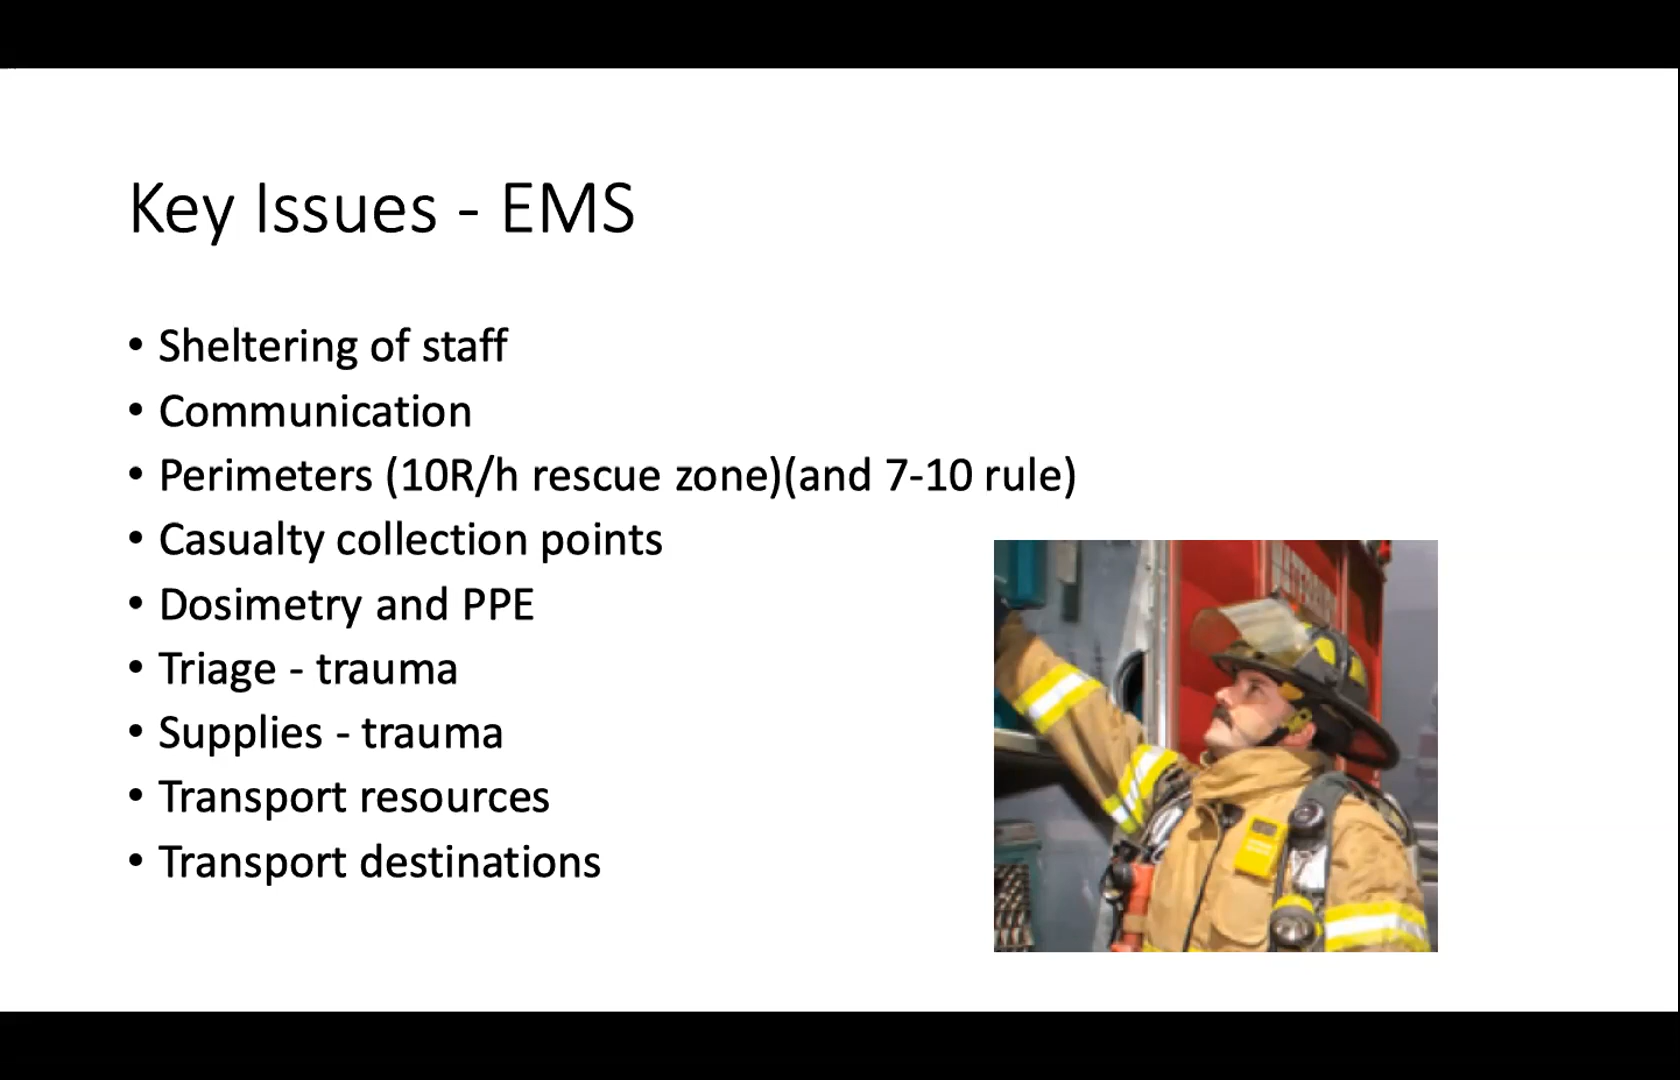 Key Issues - EMS
• Sheltering of staff
• Communication
• Perimeters (10R/h rescue zone)(and 7-10 rule)
• Casualty collection points
• Dosimetry and PPE
• Triage - trauma
• Supplies - trauma
• Transport resources
• Transport destinations